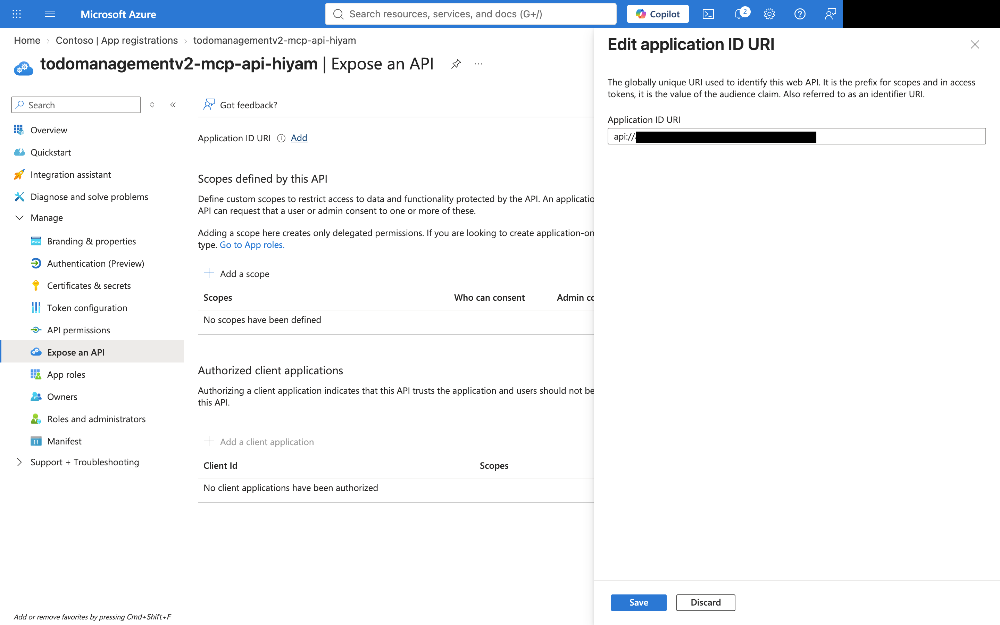 Microsoft Azure
Search resources, services, and docs (G+/)
Copilot
2
Home
Contoso | App registrations
todomanagementv2-mcp-api-hiyam
todomanagementv2-mcp-api-hiyam | Expose an API
Search
Overview
Quickstart
Integration assistant
Diagnose and solve problems
Manage
Branding & properties
Authentication (Preview)
Certificates & secrets
Token configuration
API permissions
Expose an API
App roles
Owners
Roles and administrators
Manifest
Support + Troubleshooting
Add or remove favorites by pressing Cmd+Shift+F
Got feedback?
Application ID URI Add
Scopes defined by this API
Define custom scopes to restrict access to data and functionality protected by the API. An applicatio
API can request that a user or admin consent to one or more of these.
Adding a scope here creates only delegated permissions. If you are looking to create application-on
type. Go to App roles.
Add a scope
Scopes Who can consent Admin co
No scopes have been defined
Authorized client applications
Authorizing a client application indicates that this API trusts the application and users should not be
this API.
Add a client application
Client Id Scopes
No client applications have been authorized
Edit application ID URI
The globally unique URI used to identify this web API. It is the prefix for scopes and in access
tokens, it is the value of the audience claim. Also referred to as an identifier URI.
Application ID URI
api://
Save
Discard